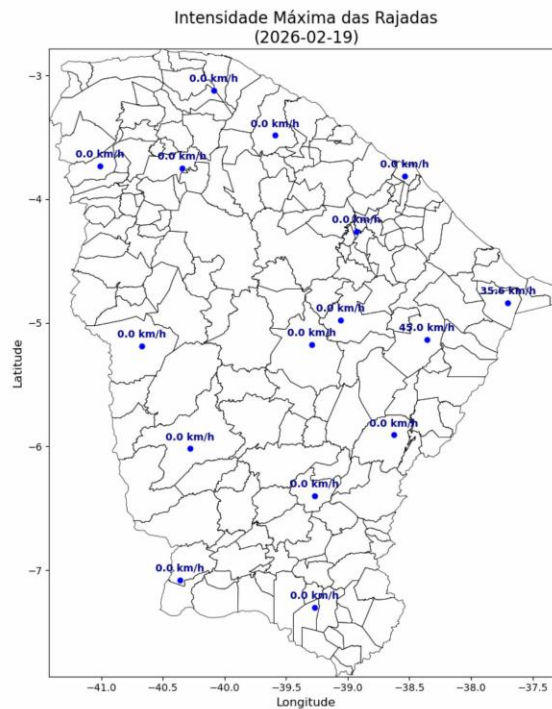 Intensidade Máxima das Rajadas
(2026-02-19)
−3
0.0 km/h
0.0 km/h
0.0 km/h
0.0 km/h
0.0 km/h
−4
0.0 km/h
35.6 km/h
0.0 km/h
−5
0.0 km/h
0.0 km/h
45.0 km/h
0.0 km/h
−6
0.0 km/h
0.0 km/h
−7
0.0 km/h
0.0 km/h
Latitude
−41.0
−40.5
−40.0
−39.5
−39.0
−38.5
−38.0
−37.5
Longitude